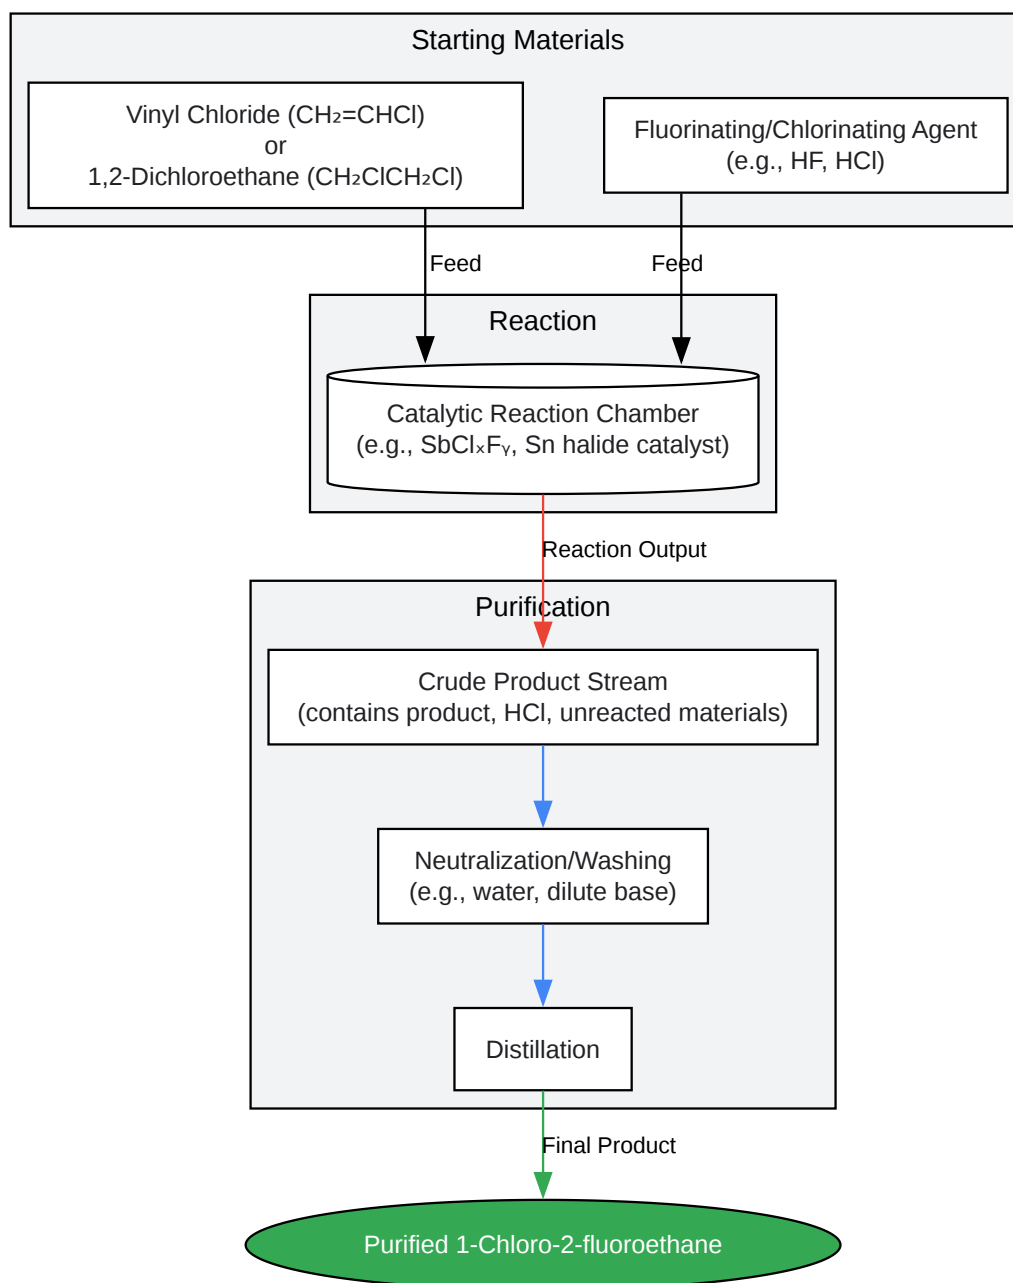 Starting Materials
Vinyl Chloride (CH₂=CHCl)
or
1,2-Dichloroethane (CH₂ClCH₂Cl)
Fluorinating/Chlorinating Agent
(e.g., HF, HCl)
Feed
Feed
Reaction
Catalytic Reaction Chamber
(e.g., SbClₓFᵧ, Sn halide catalyst)
Reaction Output
Purification
Crude Product Stream
(contains product, HCl, unreacted materials)
Neutralization/Washing
(e.g., water, dilute base)
Distillation
Final Product
Purified 1-Chloro-2-fluoroethane